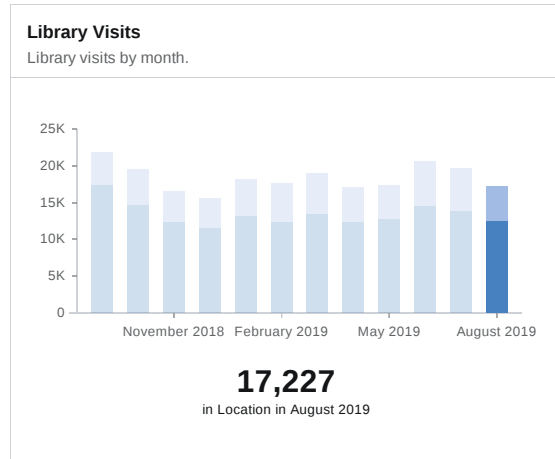 Library Visits
Library visits by month.
25K
20K
15K
10K
5K
0
November 2018 February 2019 May 2019 August 2019
17,227
in Location in August 2019